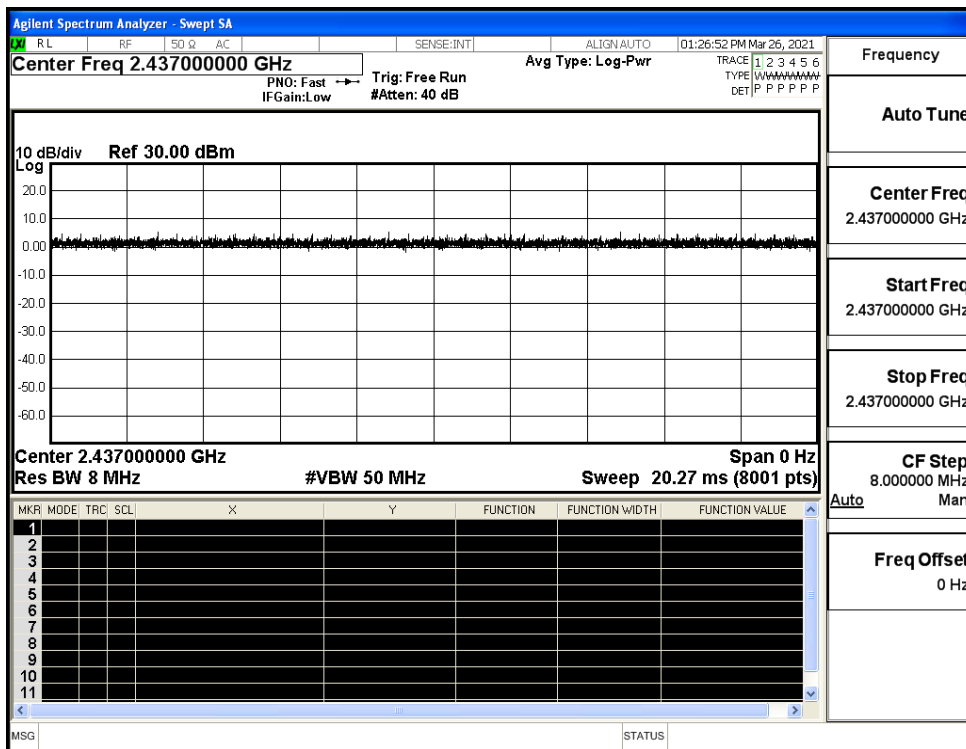 Agilent Spectrum Analyzer - Swept SA
LXI RL RF 50 Ω AC SENSE:INT ALIGN AUTO 01:26:52 PM Mar 26, 2021
Center Freq 2.437000000 GHz
PNO: Fast
IFGain:Low
Trig: Free Run
#Atten: 40 dB
Avg Type: Log-Pwr
TRACE 1 2 3 4 5 6
TYPE WWWWWW
DET P P P P P P
10 dB/div Ref 30.00 dBm
Log
20.0
10.0
0.00
-10.0
-20.0
-30.0
-40.0
-50.0
-60.0
Center 2.437000000 GHz Span 0 Hz
Res BW 8 MHz #VBW 50 MHz Sweep 20.27 ms (8001 pts)
MKR MODE TRC SCL X Y FUNCTION FUNCTION WIDTH FUNCTION VALUE
1
2
3
4
5
6
7
8
9
10
11
MSG STATUS
Frequency
Auto Tune
Center Freq
2.437000000 GHz
Start Freq
2.437000000 GHz
Stop Freq
2.437000000 GHz
CF Step
8.000000 MHz
Auto Man
Freq Offset
0 Hz